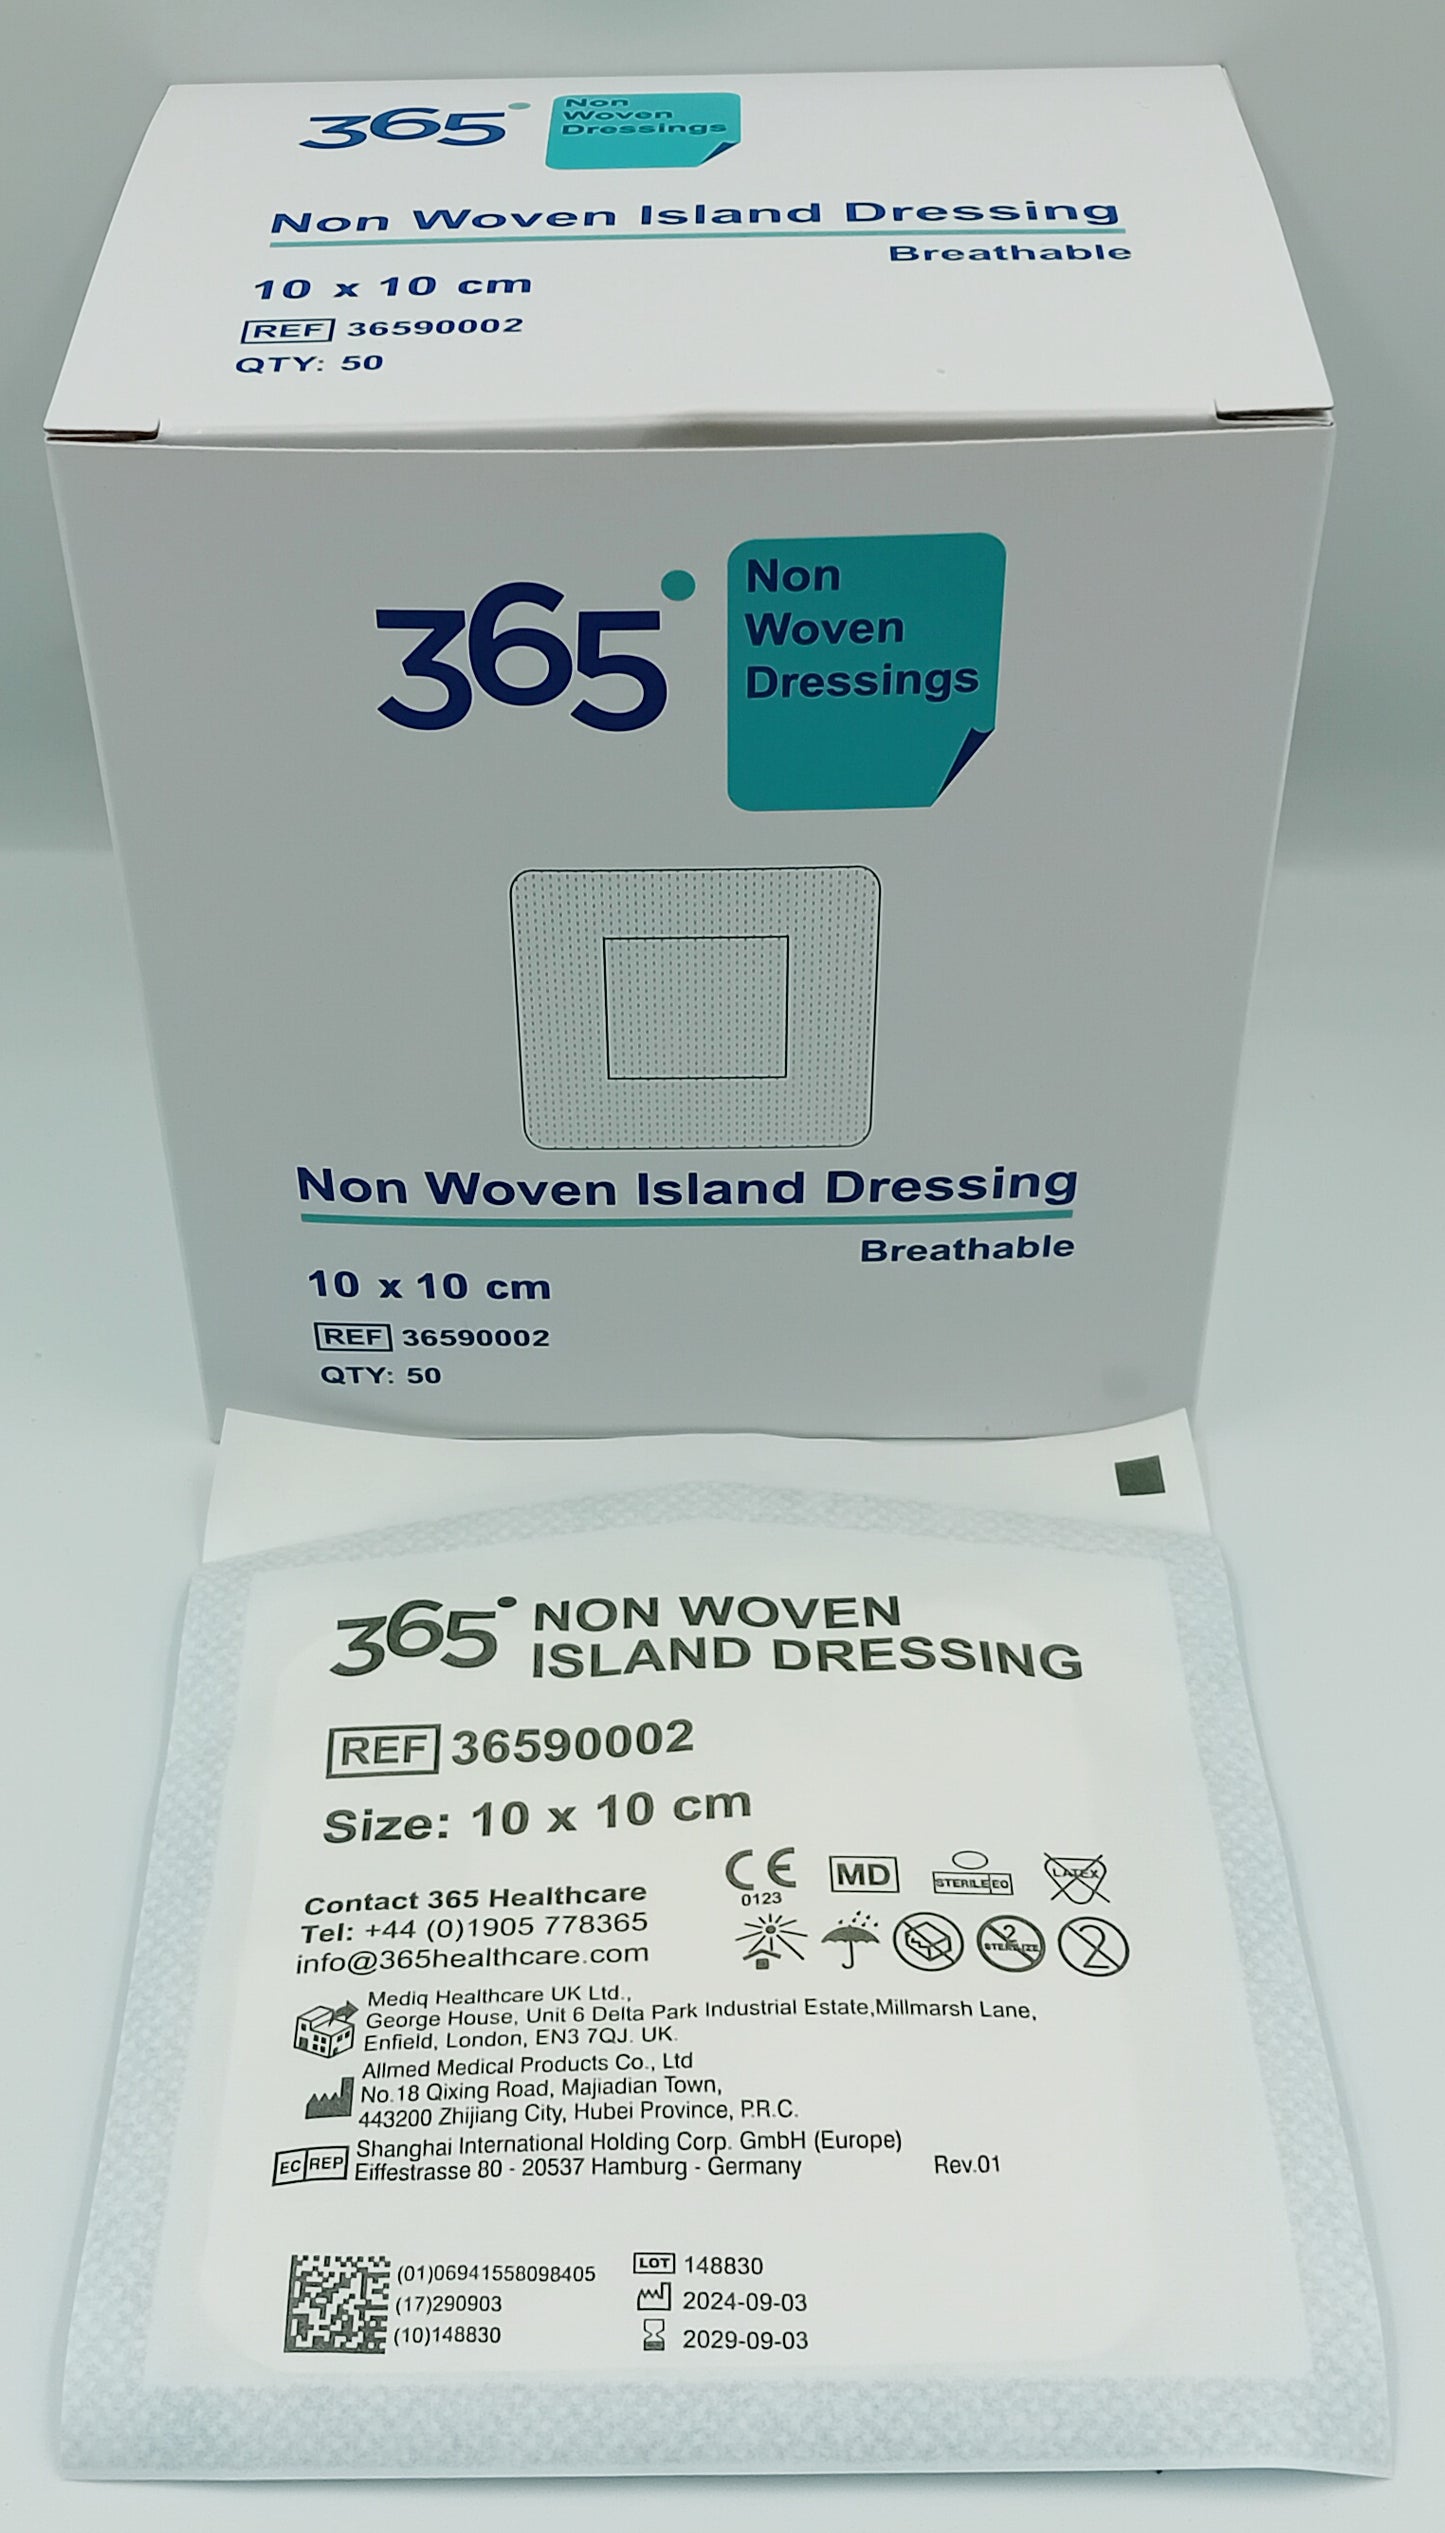 365
Non
Woven
Dressings
Non Woven Island Dressing
Breathable
10 x 10 cm
REF 36590002
QTY: 50
365
Non
Woven
Dressings
Non Woven Island Dressing
Breathable
10 x 10 cm
REF 36590002
QTY: 50
365 NON WOVEN
ISLAND DRESSING
REF 36590002
Size: 10 x 10 cm
CE MD STERILE EO LATEX
0123
2 STERILIZE 2
Contact 365 Healthcare
Tel: +44 (0)1905 778365
info@365healthcare.com
Mediq Healthcare UK Ltd.,
George House, Unit 6 Delta Park Industrial Estate,Millmarsh Lane,
Enfield, London, EN3 7QJ. UK.
Allmed Medical Products Co., Ltd
No.18 Qixing Road, Majiadian Town,
443200 Zhijiang City, Hubei Province, P.R.C.
EC REP Shanghai International Holding Corp. GmbH (Europe)
Eiffestrasse 80 - 20537 Hamburg - Germany
Rev.01
(01)06941558098405
(17)290903
(10)148830
LOT 148830
2024-09-03
2029-09-03